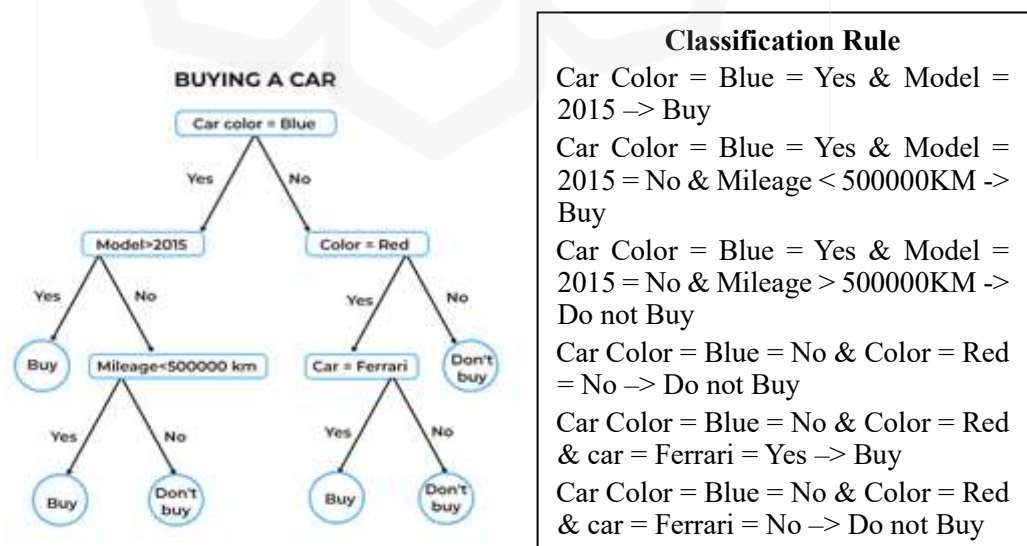 BUYING A CAR
Car color = Blue
Yes
No
Model>2015
Color = Red
Yes
No
Yes
No
Buy
Mileage<500000 km
Car = Ferrari
Don't
buy
Yes
No
Yes
No
Buy
Don't
buy
Buy
Don't
buy
Classification Rule
Car Color = Blue = Yes & Model =
2015 –> Buy
Car Color = Blue = Yes & Model =
2015 = No & Mileage < 500000KM ->
Buy
Car Color = Blue = Yes & Model =
2015 = No & Mileage > 500000KM ->
Do not Buy
Car Color = Blue = No & Color = Red
= No –> Do not Buy
Car Color = Blue = No & Color = Red
& car = Ferrari = Yes –> Buy
Car Color = Blue = No & Color = Red
& car = Ferrari = No –> Do not Buy